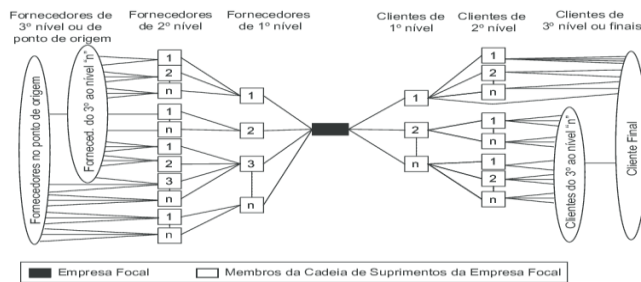 Fornecedores de
3º nível ou de
ponto de origem
Fornecedores
de 2º nível
Fornecedores
de 1º nível
Clientes de
1º nível
Clientes de
2º nível
Clientes de
3º nível ou finais
Fornecedores no ponto de origem
Forneced. do 3º ao nível "n"
1
2
n
1
n
1
2
3
n
1
n
1
2
3
n
1
2
n
1
2
n
1
n
1
2
n
Clientes do 3º ao nível "n"
Cliente Final
Empresa Focal
Membros da Cadeia de Suprimentos da Empresa Focal